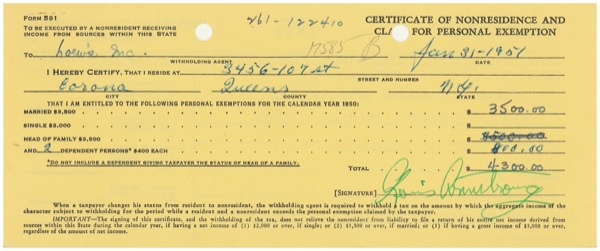 FORM 591
TO BE EXECUTED BY A NONRESIDENT RECEIVING
INCOME FROM SOURCES WITHIN THIS STATE
261-122410
CERTIFICATE OF NONRESIDENCE AND
CLA FOR PERSONAL EXEMPTION
TO Loew's Inc. 17585 B Jan 31-1951
WITHHOLDING AGENT DATE
I HEREBY CERTIFY, THAT I RESIDE AT 3456-107 st
STREET AND NUMBER
Corona Queens N.Y.
CITY COUNTY STATE
THAT I AM ENTITLED TO THE FOLLOWING PERSONAL EXEMPTIONS FOR THE CALENDAR YEAR 1950:
MARRIED $3,500 $ 3500.00
SINGLE $2,000 $
HEAD OF FAMILY $3,500 $ 3500.00
AND 2 DEPENDENT PERSONS* $400 EACH $ 800.00
*DO NOT INCLUDE A DEPENDENT GIVING TAXPAYER THE STATUS OF HEAD OF A FAMILY.
TOTAL $ 4300.00
[SIGNATURE] Louis Armstrong
When a taxpayer changes his status from resident to nonresident, the withholding agent is required to withhold a tax on the amount by which the aggregate income of the
character subject to withholding for the period while a resident and a nonresident exceeds the personal exemption claimed by the taxpayer.
IMPORTANT—The signing of this certificate, and the withholding of the tax, does not relieve the nonresident from liability to file a return of his entire net income derived from
sources within this State during the calendar year, if having a net income of (1) $2,000 or over, if single; or (2) $3,500 or over, if married; or (3) if having a gross income of $5,000 or over,
regardless of the amount of net income.